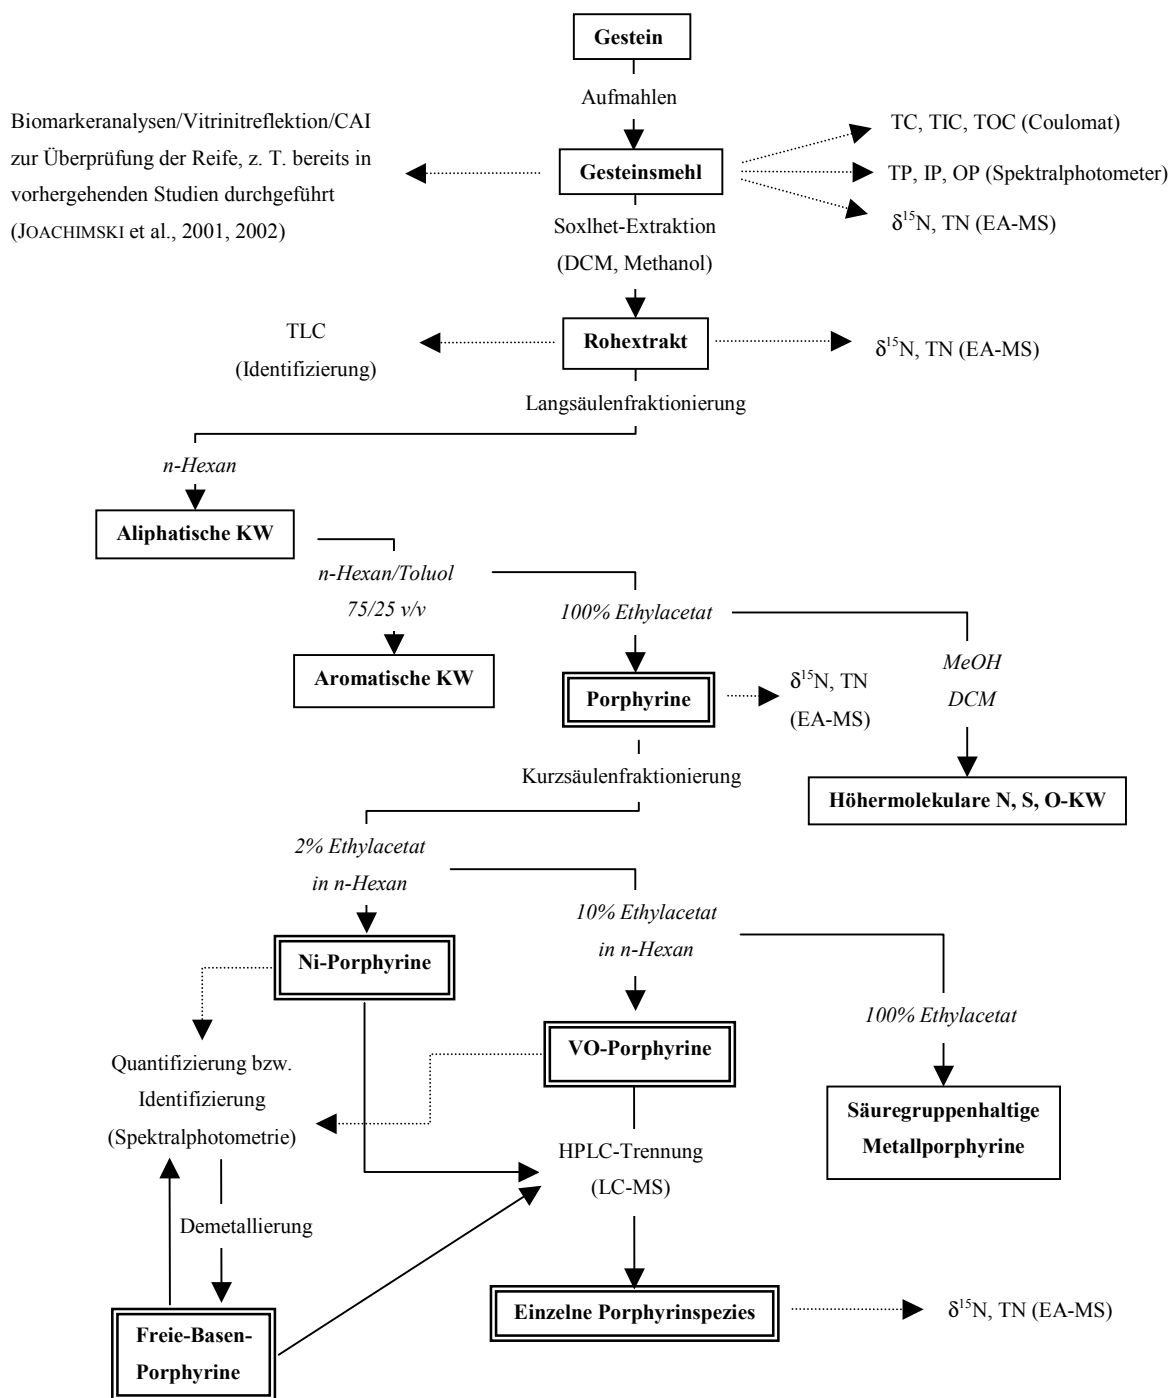 Gestein
Aufmahlen
Biomarkeranalysen/Vitrinitreflektion/CAI
zur Überprüfung der Reife, z. T. bereits in
vorhergehenden Studien durchgeführt
(JOACHIMSKI et al., 2001, 2002)
Gesteinsmehl
TC, TIC, TOC (Coulomat)
TP, IP, OP (Spektralphotometer)
δ¹⁵N, TN (EA-MS)
Soxlhet-Extraktion
(DCM, Methanol)
TLC
(Identifizierung)
Rohextrakt
δ¹⁵N, TN (EA-MS)
Langsäulenfraktionierung
n-Hexan
Aliphatische KW
n-Hexan/Toluol
75/25 v/v
Aromatische KW
100% Ethylacetat
Porphyrine
δ¹⁵N, TN
(EA-MS)
MeOH
DCM
Höhermolekulare N, S, O-KW
Kurzsäulenfraktionierung
2% Ethylacetat
in n-Hexan
Ni-Porphyrine
10% Ethylacetat
in n-Hexan
VO-Porphyrine
100% Ethylacetat
Säuregruppenhaltige
Metallporphyrine
Quantifizierung bzw.
Identifizierung
(Spektralphotometrie)
HPLC-Trennung
(LC-MS)
Demetallierung
Freie-Basen-
Porphyrine
Einzelne Porphyrinspezies
δ¹⁵N, TN (EA-MS)